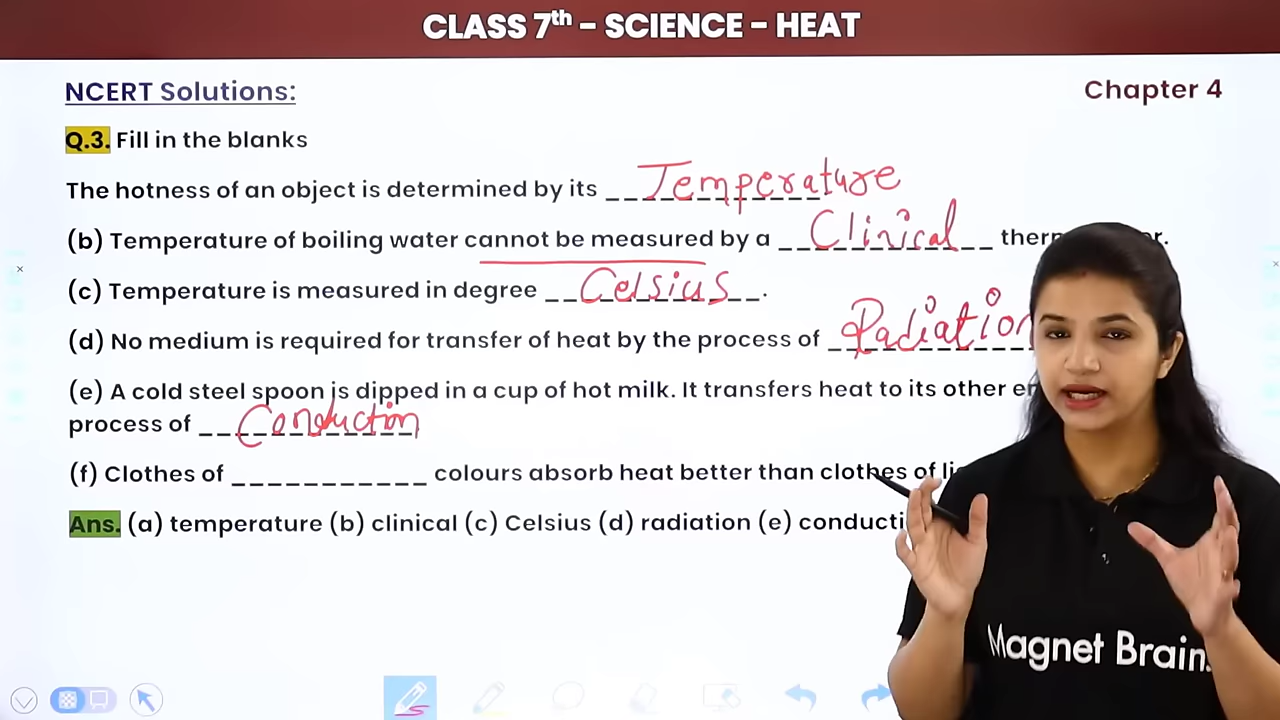 CLASS 7th – SCIENCE – HEAT
NCERT Solutions:
Chapter 4
Q.3. Fill in the blanks
The hotness of an object is determined by its Temperature
(b) Temperature of boiling water cannot be measured by a Clinical
(c) Temperature is measured in degree Celsius.
(d) No medium is required for transfer of heat by the process of Radiation
(e) A cold steel spoon is dipped in a cup of hot milk. It transfers heat to its other
process of Conduction
(f) Clothes of ___________ colours absorb heat better than clothes of
Ans. (a) temperature (b) clinical (c) Celsius (d) radiation (e)
Magnet Brains